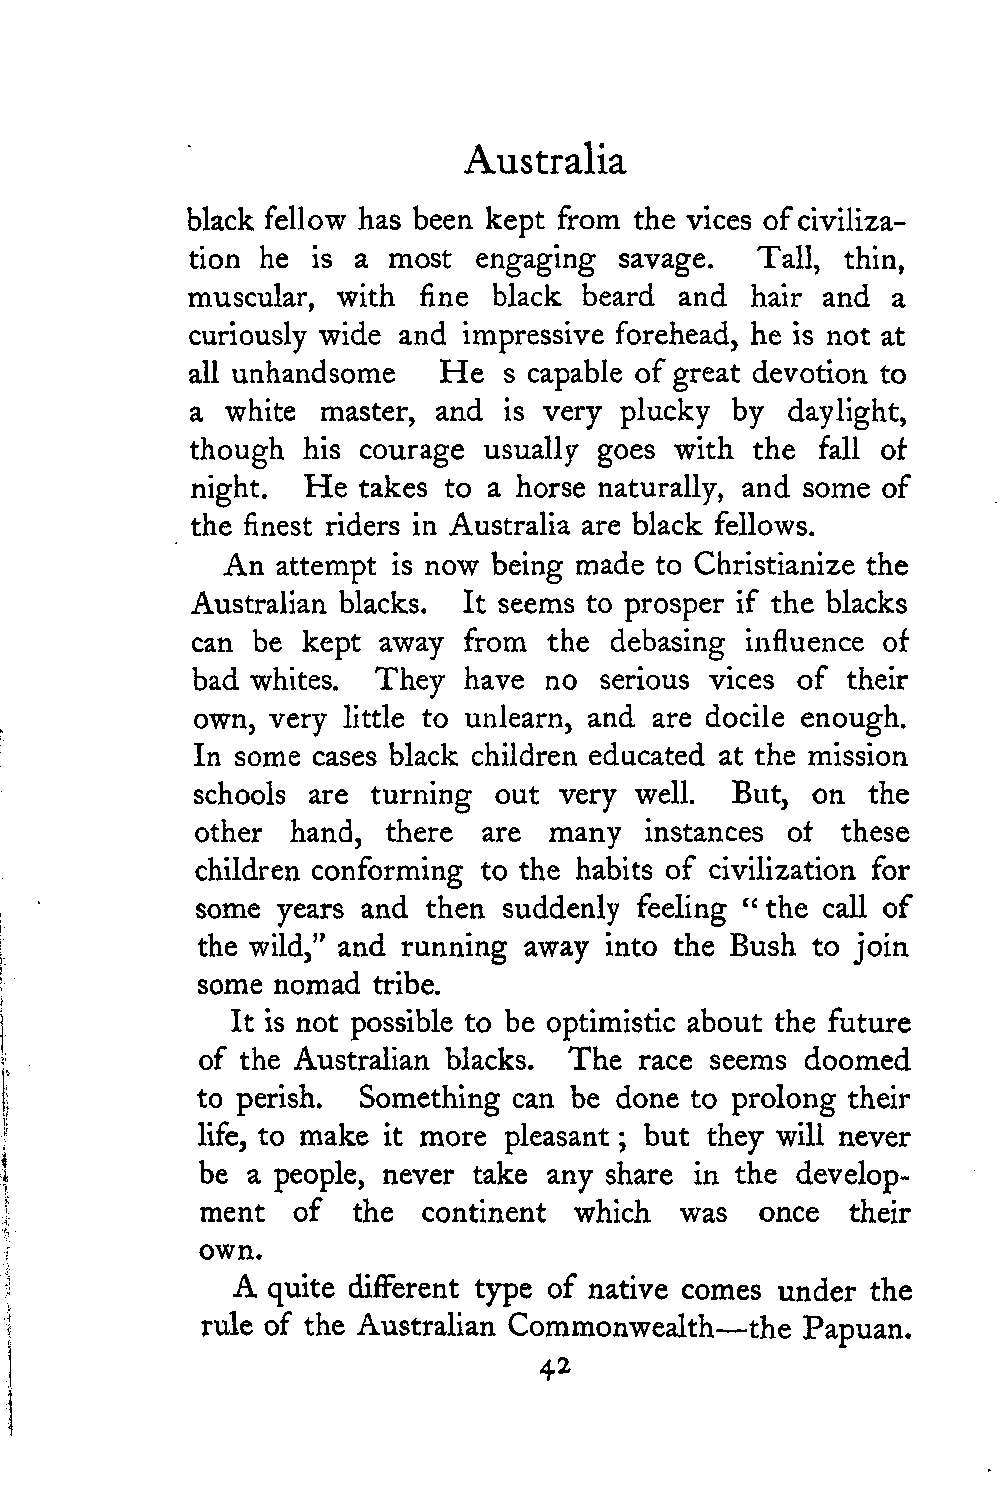 Australia
black fellow has been kept from the vices of civiliza-
tion he is a most engaging savage. Tall, thin,
muscular, with fine black beard and hair and a
curiously wide and impressive forehead, he is not at
all unhandsome He s capable of great devotion to
a white master, and is very plucky by daylight,
though his courage usually goes with the fall of
night. He takes to a horse naturally, and some of
the finest riders in Australia are black fellows.
An attempt is now being made to Christianize the
Australian blacks. It seems to prosper if the blacks
can be kept away from the debasing influence of
bad whites. They have no serious vices of their
own, very little to unlearn, and are docile enough.
In some cases black children educated at the mission
schools are turning out very well. But, on the
other hand, there are many instances of these
children conforming to the habits of civilization for
some years and then suddenly feeling “the call of
the wild,” and running away into the Bush to join
some nomad tribe.
It is not possible to be optimistic about the future
of the Australian blacks. The race seems doomed
to perish. Something can be done to prolong their
life, to make it more pleasant; but they will never
be a people, never take any share in the develop-
ment of the continent which was once their
own.
A quite different type of native comes under the
rule of the Australian Commonwealth—the Papuan.
42